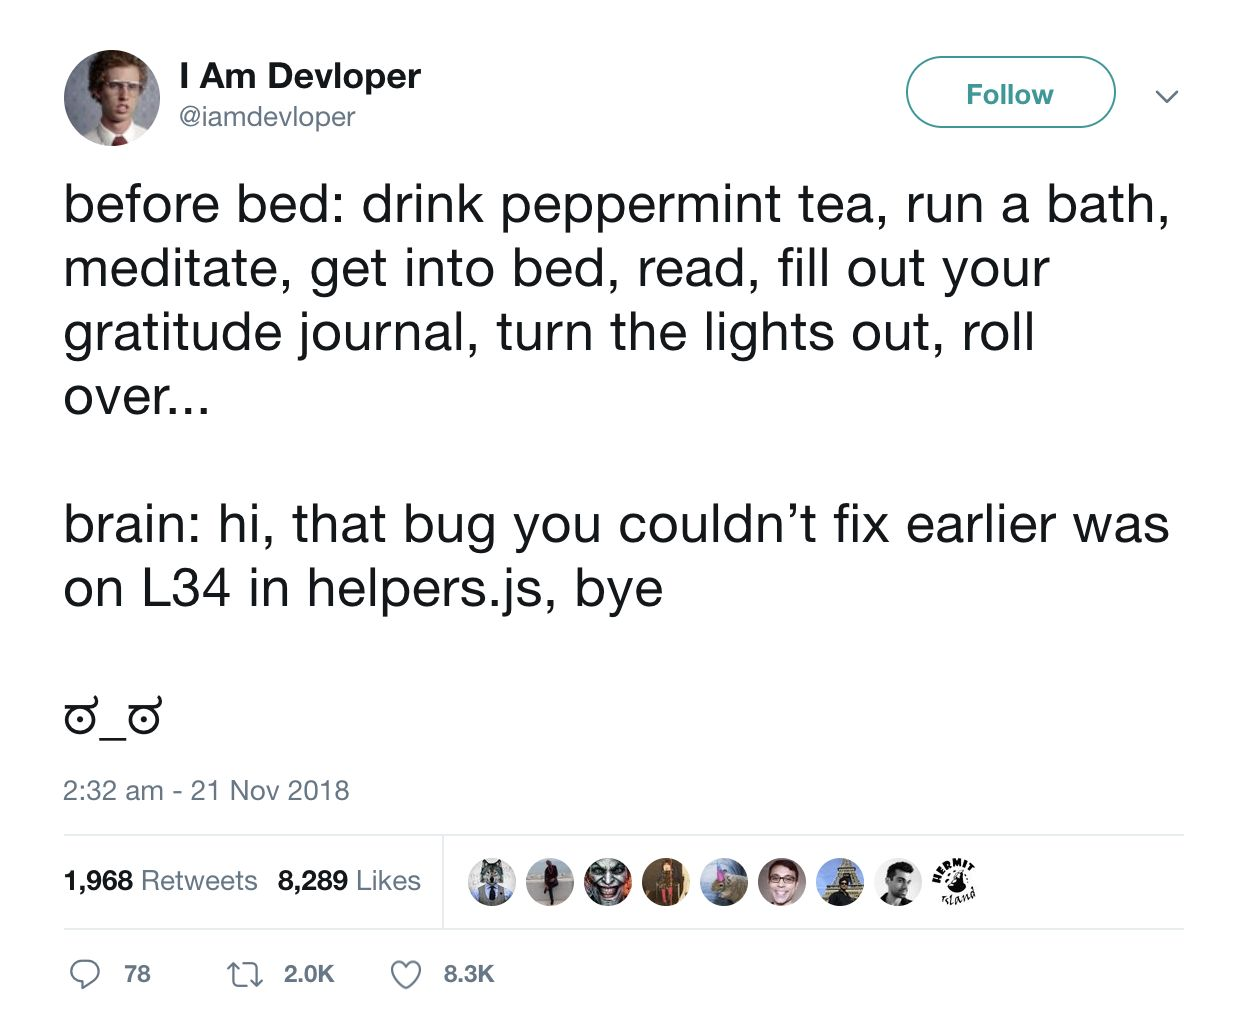 I Am Devloper
@iamdevloper
Follow
before bed: drink peppermint tea, run a bath,
meditate, get into bed, read, fill out your
gratitude journal, turn the lights out, roll
over...
brain: hi, that bug you couldn’t fix earlier was
on L34 in helpers.js, bye
ಠ_ಠ
2:32 am - 21 Nov 2018
1,968 Retweets 8,289 Likes
HERMIT
ISLAND
78 2.0K 8.3K